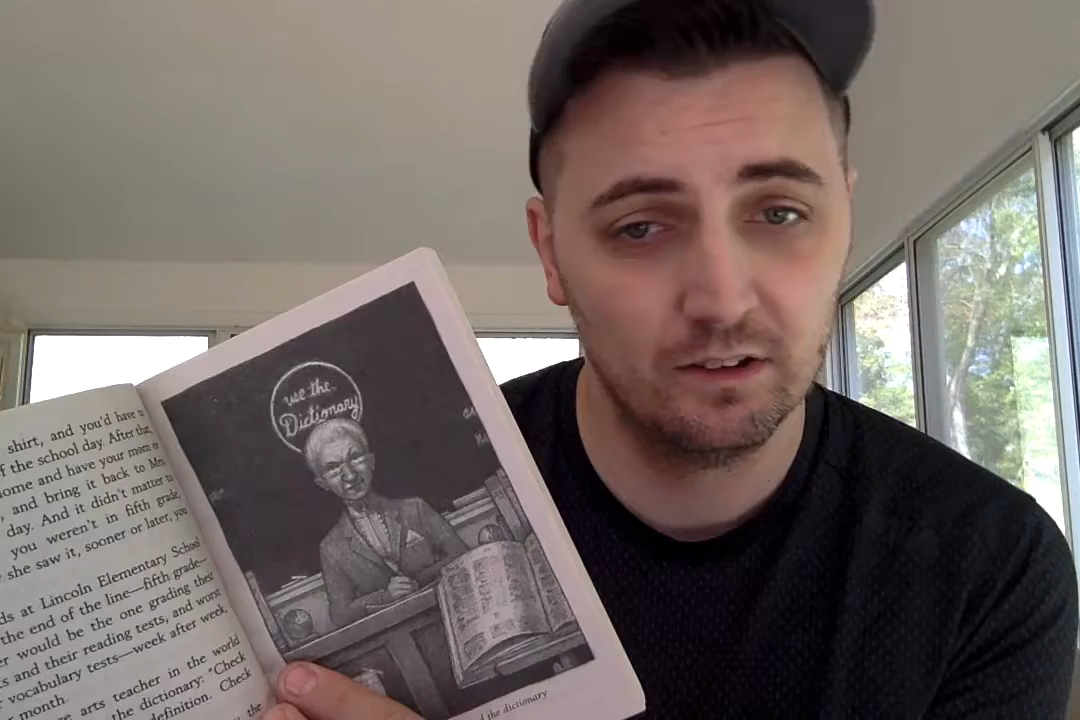 shirt, and you'd have to
f the school day. After that,
ome and have your mom or
, and bring it back to Mrs.
day. And it didn't matter
you weren't in fifth grade,
she saw it, sooner or later, you
ds at Lincoln Elementary School
the end of the line—fifth grade—
er would be the one grading their
s and their reading tests, and worst
vocabulary tests—week after week,
month.
arts teacher in the world
the dictionary: "Check
definition. Check
the
use the
Dictionary
d the dictionary